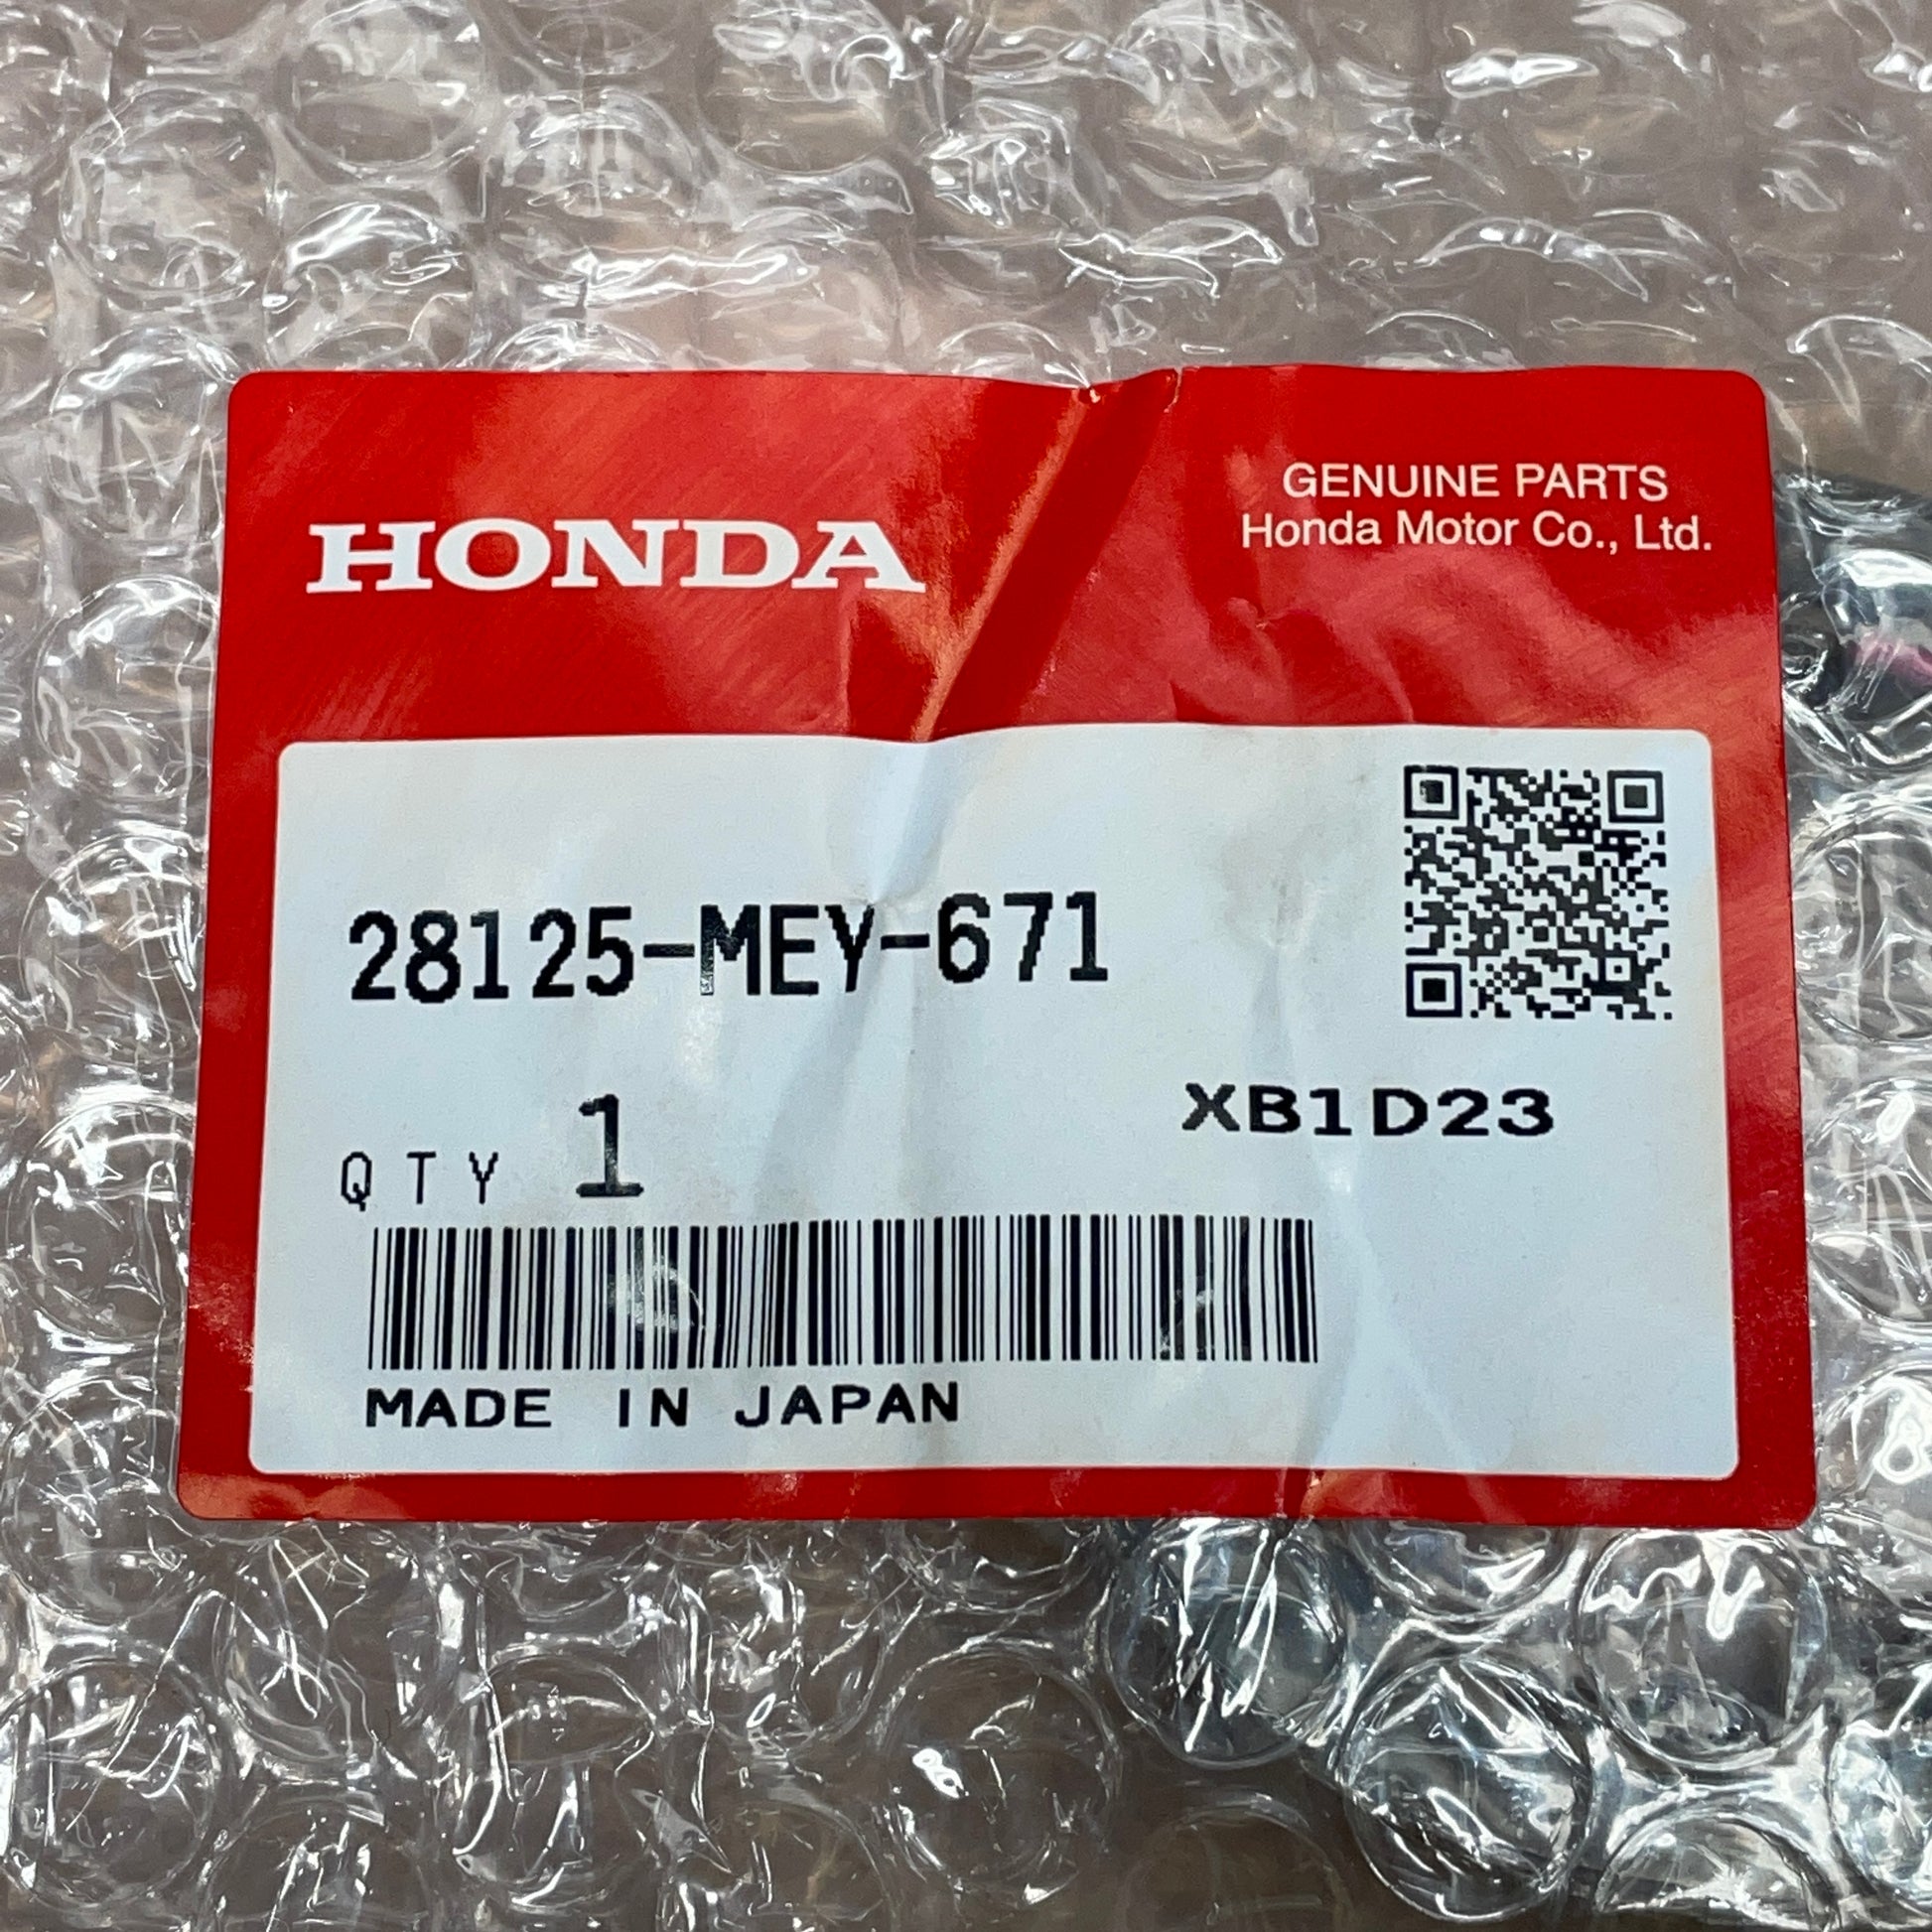 HONDA
GENUINE PARTS
Honda Motor Co., Ltd.
28125-MEY-671
QTY 1
XB1D23
MADE IN JAPAN